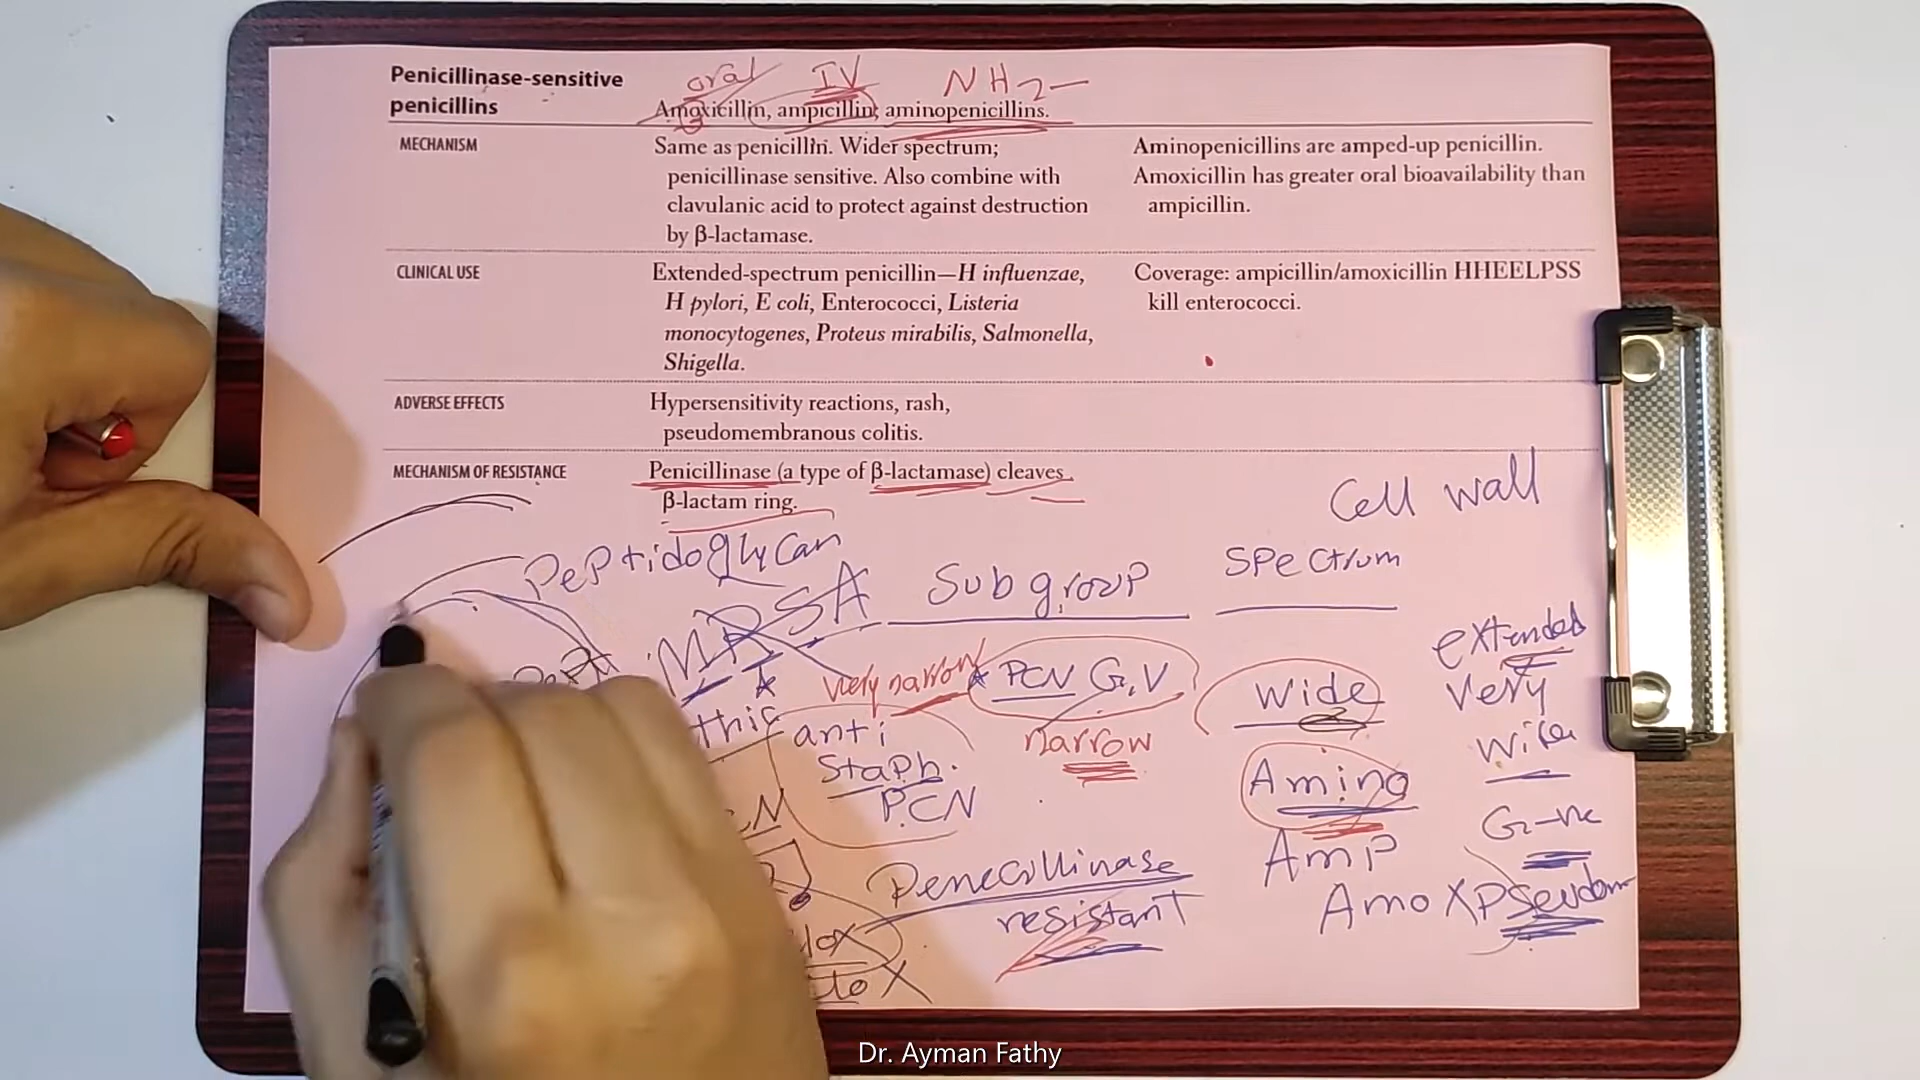 Penicillinase-sensitive
penicillins
oral IV NH2-
Amoxicillin, ampicillin; aminopenicillins.
MECHANISM
Same as penicillin. Wider spectrum;
penicillinase sensitive. Also combine with
clavulanic acid to protect against destruction
by β-lactamase.
Aminopenicillins are amped-up penicillin.
Amoxicillin has greater oral bioavailability than
ampicillin.
CLINICAL USE
Extended-spectrum penicillin—H influenzae,
H pylori, E coli, Enterococci, Listeria
monocytogenes, Proteus mirabilis, Salmonella,
Shigella.
Coverage: ampicillin/amoxicillin HHEELPSS
kill enterococci.
ADVERSE EFFECTS
Hypersensitivity reactions, rash,
pseudomembranous colitis.
MECHANISM OF RESISTANCE
Penicillinase (a type of β-lactamase) cleaves
β-lactam ring.
Cell wall
Peptidoglycan
MRSA
Subgroup
Spectrum
very narrow
PCN G, V
narrow
anti
Staph.
PCN
Penecillinase
resistant
Wide
Amino
Amp
Amox
extended
Very
wide
G-ve
Pseudom
Dr. Ayman Fathy